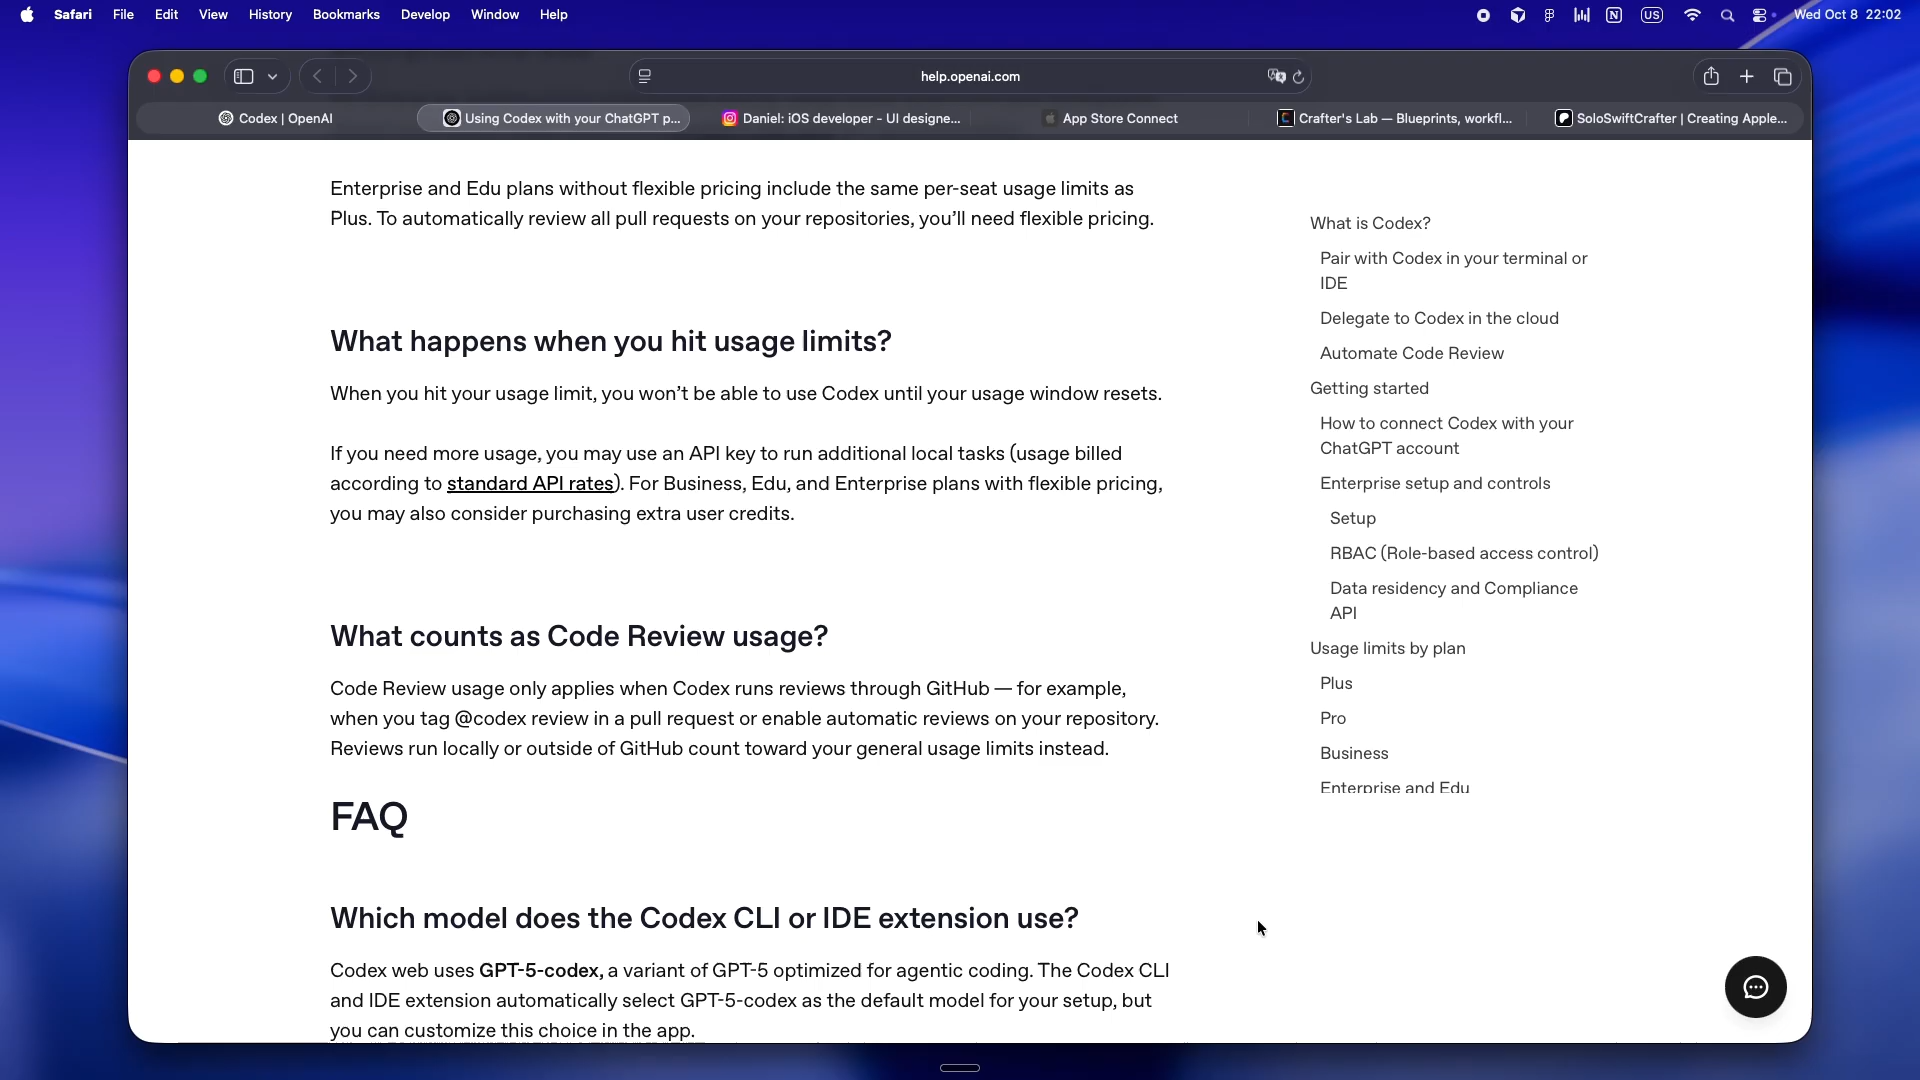 Safari File Edit View History Bookmarks Develop Window Help
US
Wed Oct 8 22:02
help.openai.com
Codex | OpenAI
Using Codex with your ChatGPT p...
Daniel: iOS developer - UI designe...
App Store Connect
Crafter's Lab — Blueprints, workfl...
SoloSwiftCrafter | Creating Apple...
Enterprise and Edu plans without flexible pricing include the same per-seat usage limits as
Plus. To automatically review all pull requests on your repositories, you’ll need flexible pricing.
What happens when you hit usage limits?
When you hit your usage limit, you won’t be able to use Codex until your usage window resets.
If you need more usage, you may use an API key to run additional local tasks (usage billed
according to standard API rates). For Business, Edu, and Enterprise plans with flexible pricing,
you may also consider purchasing extra user credits.
What counts as Code Review usage?
Code Review usage only applies when Codex runs reviews through GitHub — for example,
when you tag @codex review in a pull request or enable automatic reviews on your repository.
Reviews run locally or outside of GitHub count toward your general usage limits instead.
FAQ
Which model does the Codex CLI or IDE extension use?
Codex web uses GPT-5-codex, a variant of GPT-5 optimized for agentic coding. The Codex CLI
and IDE extension automatically select GPT-5-codex as the default model for your setup, but
you can customize this choice in the app.
What is Codex?
Pair with Codex in your terminal or
IDE
Delegate to Codex in the cloud
Automate Code Review
Getting started
How to connect Codex with your
ChatGPT account
Enterprise setup and controls
Setup
RBAC (Role-based access control)
Data residency and Compliance
API
Usage limits by plan
Plus
Pro
Business
Enterprise and Edu